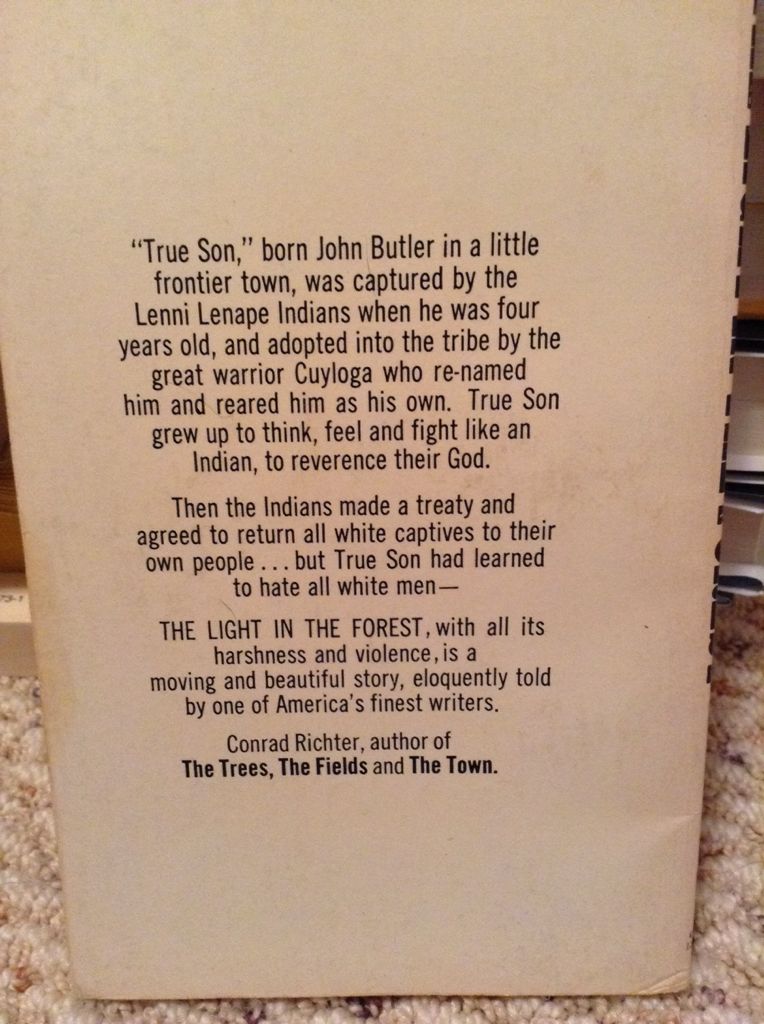 "True Son," born John Butler in a little
frontier town, was captured by the
Lenni Lenape Indians when he was four
years old, and adopted into the tribe by the
great warrior Cuyloga who re-named
him and reared him as his own. True Son
grew up to think, feel and fight like an
Indian, to reverence their God.
Then the Indians made a treaty and
agreed to return all white captives to their
own people ... but True Son had learned
to hate all white men—
THE LIGHT IN THE FOREST, with all its
harshness and violence, is a
moving and beautiful story, eloquently told
by one of America's finest writers.
Conrad Richter, author of
The Trees, The Fields and The Town.